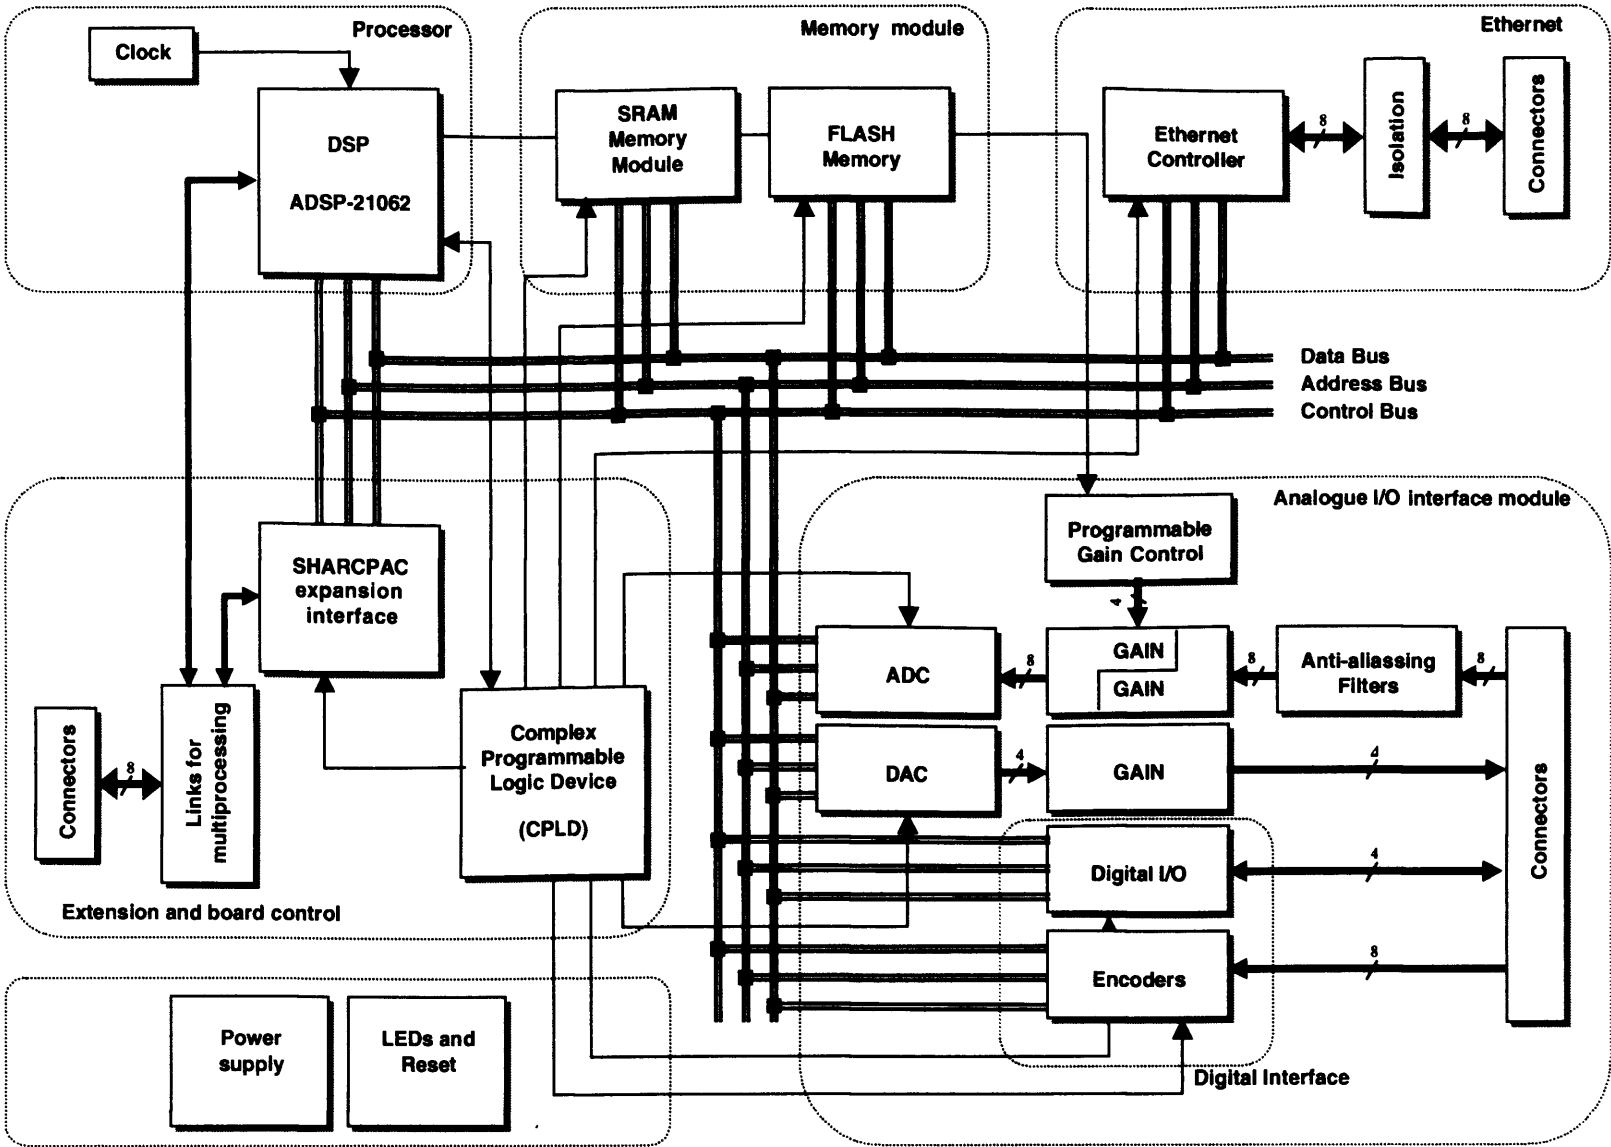 Processor
Memory module
Ethernet
Clock
DSP
ADSP-21062
SRAM
Memory
Module
FLASH
Memory
Ethernet
Controller
8
Isolation
8
Connectors
Data Bus
Address Bus
Control Bus
Analogue I/O interface module
Programmable
Gain Control
4
SHARCPAC
expansion
interface
ADC
8
GAIN
GAIN
8
Anti-aliassing
Filters
8
Connectors
8
Links for
multiprocessing
Complex
Programmable
Logic Device
(CPLD)
DAC
4
GAIN
4
Connectors
Digital I/O
4
Extension and board control
Encoders
8
Power
supply
LEDs and
Reset
Digital Interface